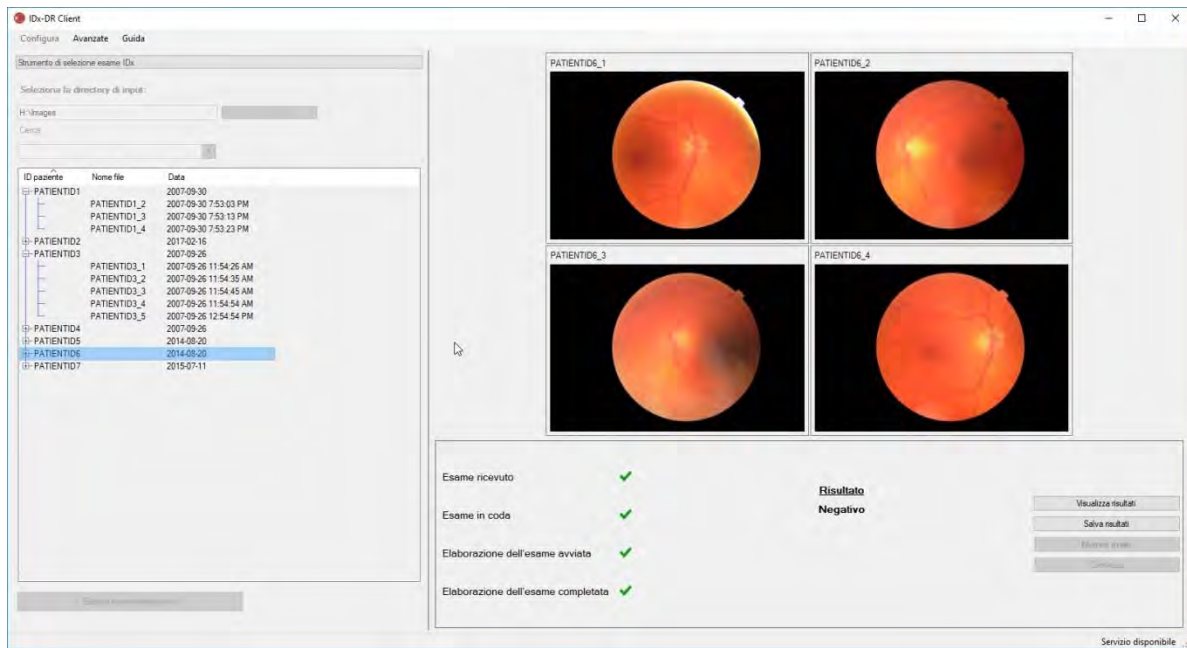 IDx-DR Client
Configura Avanzate Guida
Strumento di selezione esame IDx
Seleziona la directory di input:
H:\Images
Cerca
ID paziente Nome file Data
PATIENTID1 2007-09-30
PATIENTID1_2 2007-09-30 7:53:03 PM
PATIENTID1_3 2007-09-30 7:53:13 PM
PATIENTID1_4 2007-09-30 7:53:23 PM
PATIENTID2 2017-02-16
PATIENTID3 2007-09-26
PATIENTID3_1 2007-09-26 11:54:26 AM
PATIENTID3_2 2007-09-26 11:54:35 AM
PATIENTID3_3 2007-09-26 11:54:45 AM
PATIENTID3_4 2007-09-26 11:54:54 AM
PATIENTID3_5 2007-09-26 12:54:54 PM
PATIENTID4 2007-09-26
PATIENTID5 2014-08-20
PATIENTID6 2014-08-20
PATIENTID7 2015-07-11
PATIENTID6_1 PATIENTID6_2
PATIENTID6_3 PATIENTID6_4
Esame ricevuto
Esame in coda
Elaborazione dell'esame avviata
Elaborazione dell'esame completata
Risultato
Negativo
Visualizza risultati
Salva risultati
Servizio disponibile